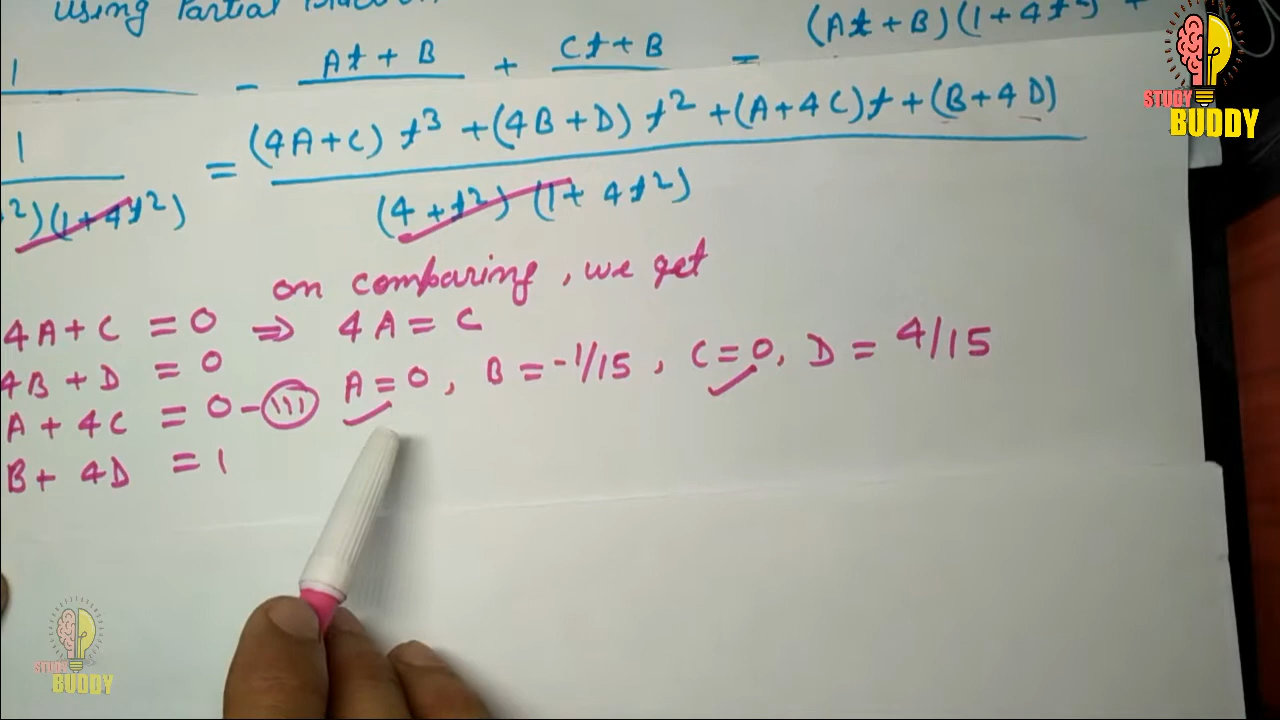 using Partial
1 - At + B + Ct + B = (At + B)(1 + 4t²) +
1 = (4A+C) t³ + (4B + D) t² + (A + 4C) t + (B + 4D)
²)(1 + 4t²) (4 + t²) (1 + 4t²)
on comparing, we get
4A + C = 0 ⇒ 4A = C
4B + D = 0
A = 0, B = -1/15, C = 0, D = 4/15
A + 4C = 0 - (III)
B + 4D = 1
STUDY
BUDDY
STUDY
BUDDY